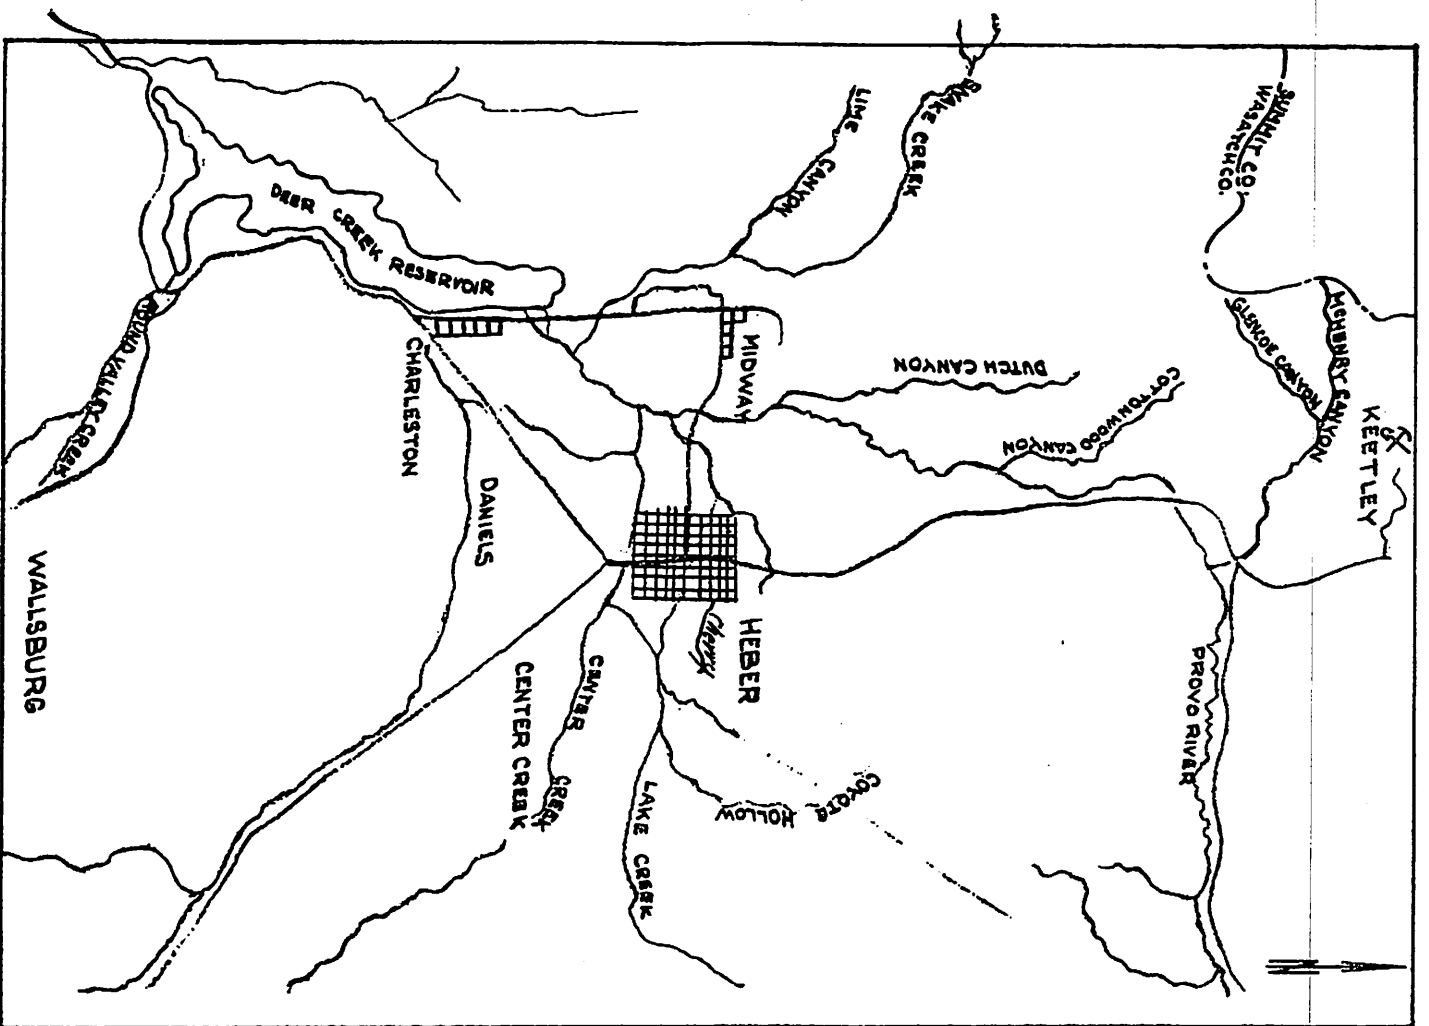 SUMMIT CO.
WASATCH CO.
SNAKE CREEK
LIME CANYON
DEER CREEK RESERVOIR
MCHENRY CANYON
GLENCOE CANYON
KEETLEY
MIDWAY
DUTCH CANYON
COTTONWOOD CANYON
CHARLESTON
ROUND VALLEY CREEK
DANIELS
WALLSBURG
HEBER
Cherry
CENTER CREEK
CENTER CREEK
LAKE CREEK
COYOTE HOLLOW
PROVO RIVER
N